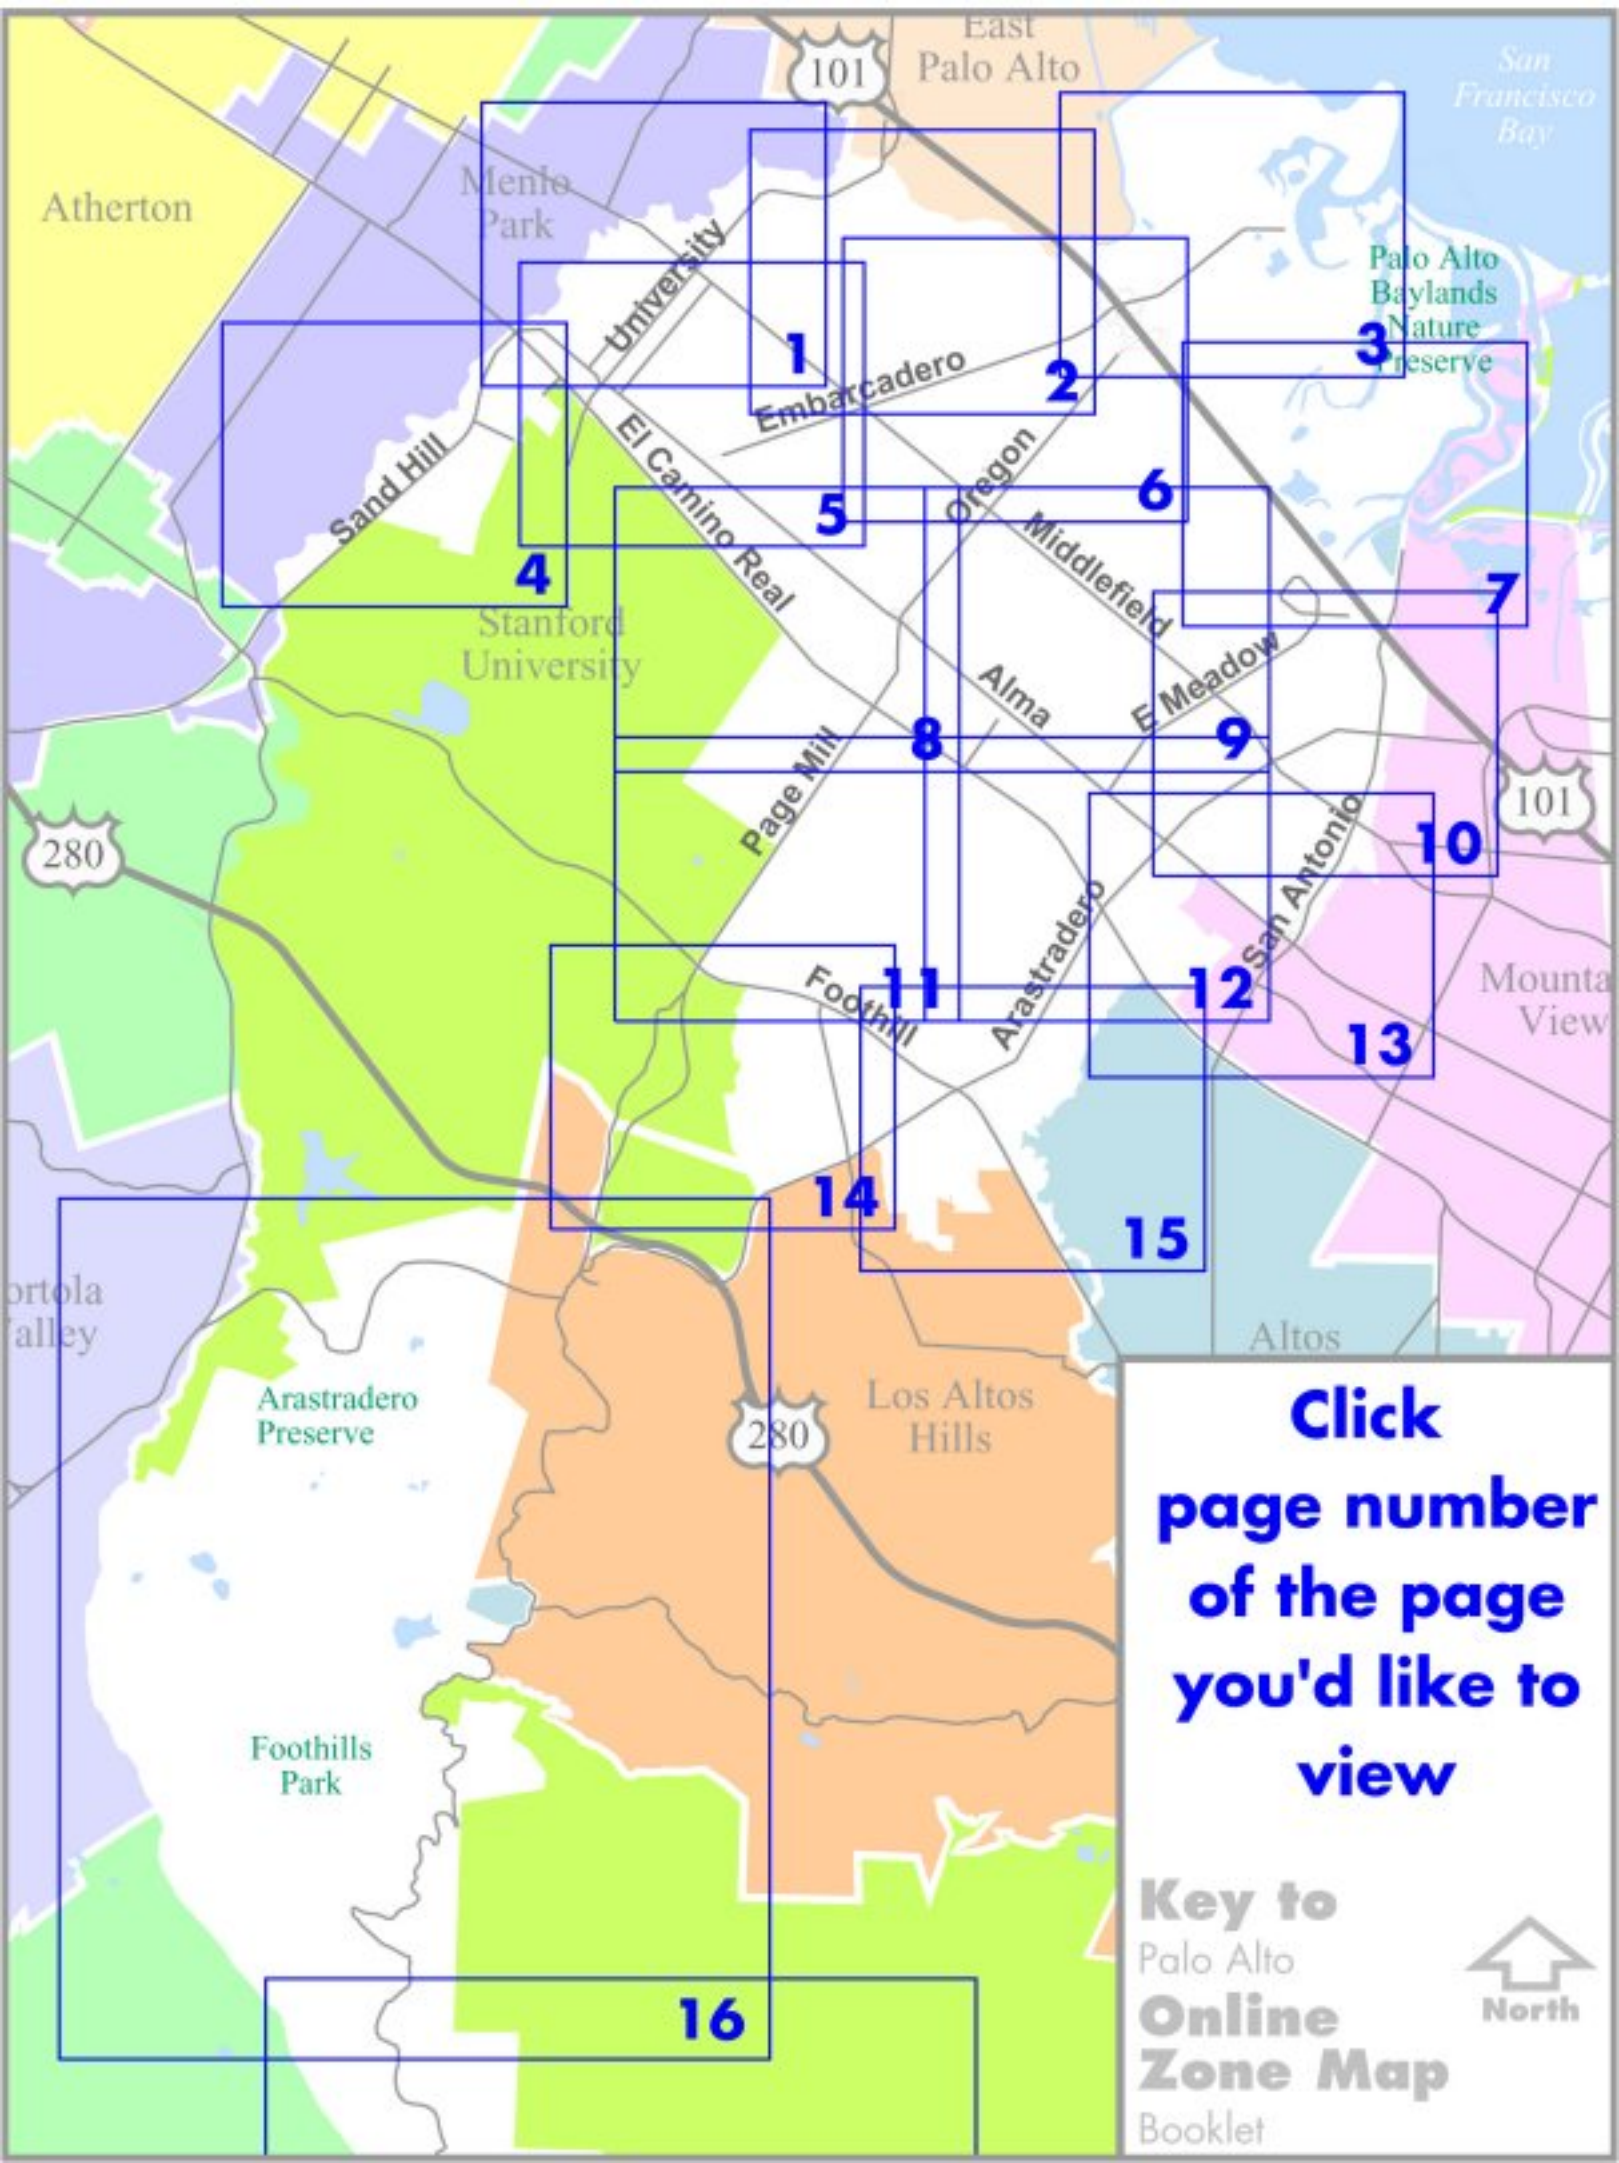 East
Palo Alto
101
San
Francisco
Bay
Atherton
Menlo
Park
University
Palo Alto
Baylands
Nature
Preserve
1
2
3
Embarcadero
El Camino Real
Sand Hill
Oregon
4
5
6
7
Middlefield
Stanford
University
Alma
E Meadow
8
9
Page Mill
280
101
10
San Antonio
Arastradero
Foothill
11
12
Mounta
View
13
14
15
ortola
alley
Altos
Arastradero
Preserve
280
Los Altos
Hills
Click
page number
of the page
you'd like to
view
Foothills
Park
Key to
Palo Alto
Online
Zone Map
Booklet
North
16